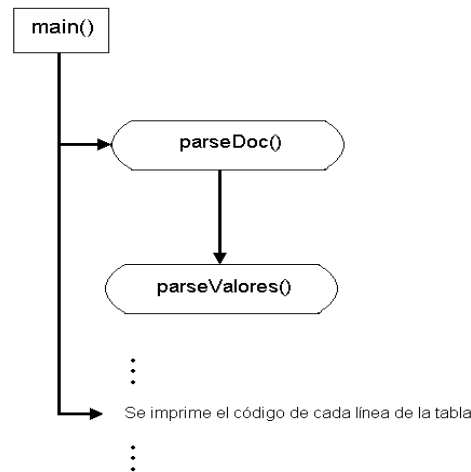 main()
parseDoc()
parseValores()
Se imprime el código de cada línea de la tabla